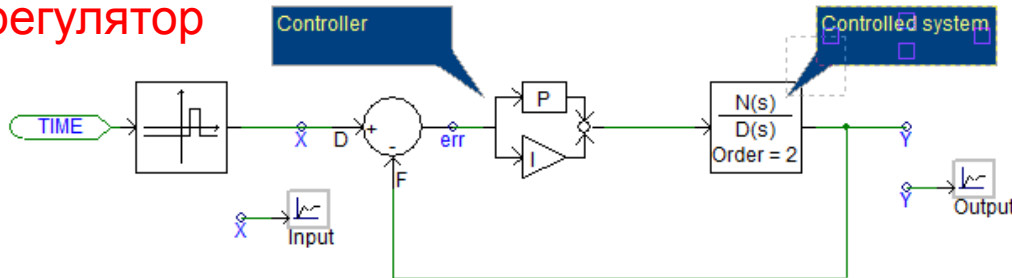 регулятор
Controller
Controlled system
TIME
X
D
+
-
F
err
P
I
N(s)
D(s)
Order = 2
Y
X
Input
Y
Output